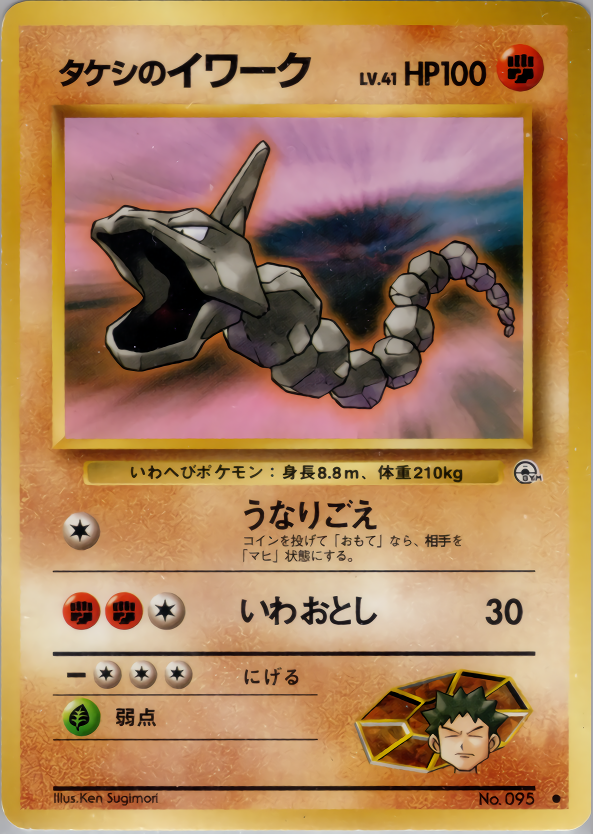 タケシのイワーク LV.41 HP100
いわへびポケモン：身長8.8m、体重210kg
GYM
うなりごえ
コインを投げて「おもて」なら、相手を
「マヒ」状態にする。
いわおとし 30
にげる
弱点
Illus.Ken Sugimori No. 095